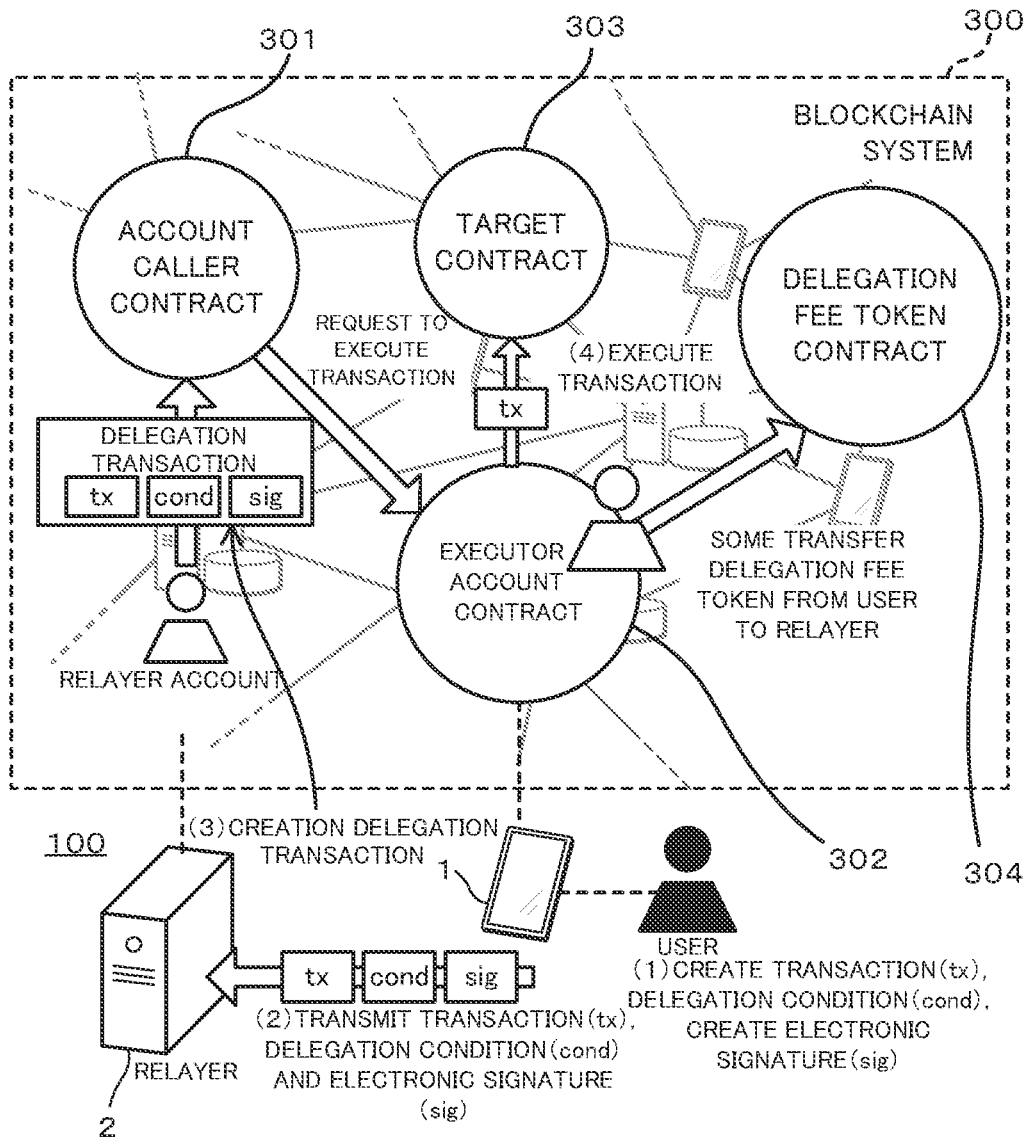 301
303
300
BLOCKCHAIN
SYSTEM
ACCOUNT
CALLER
CONTRACT
TARGET
CONTRACT
DELEGATION
FEE TOKEN
CONTRACT
REQUEST TO
EXECUTE
TRANSACTION
(4)EXECUTE
TRANSACTION
tx
DELEGATION
TRANSACTION
tx cond sig
EXECUTOR
ACCOUNT
CONTRACT
SOME TRANSFER
DELEGATION FEE
TOKEN FROM USER
TO RELAYER
RELAYER ACCOUNT
(3)CREATION DELEGATION
TRANSACTION
100
1
302
304
USER
tx cond sig
(1)CREATE TRANSACTION(tx),
DELEGATION CONDITION(cond),
CREATE ELECTRONIC
SIGNATURE(sig)
(2)TRANSMIT TRANSACTION(tx),
DELEGATION CONDITION(cond)
AND ELECTRONIC SIGNATURE
(sig)
RELAYER
2